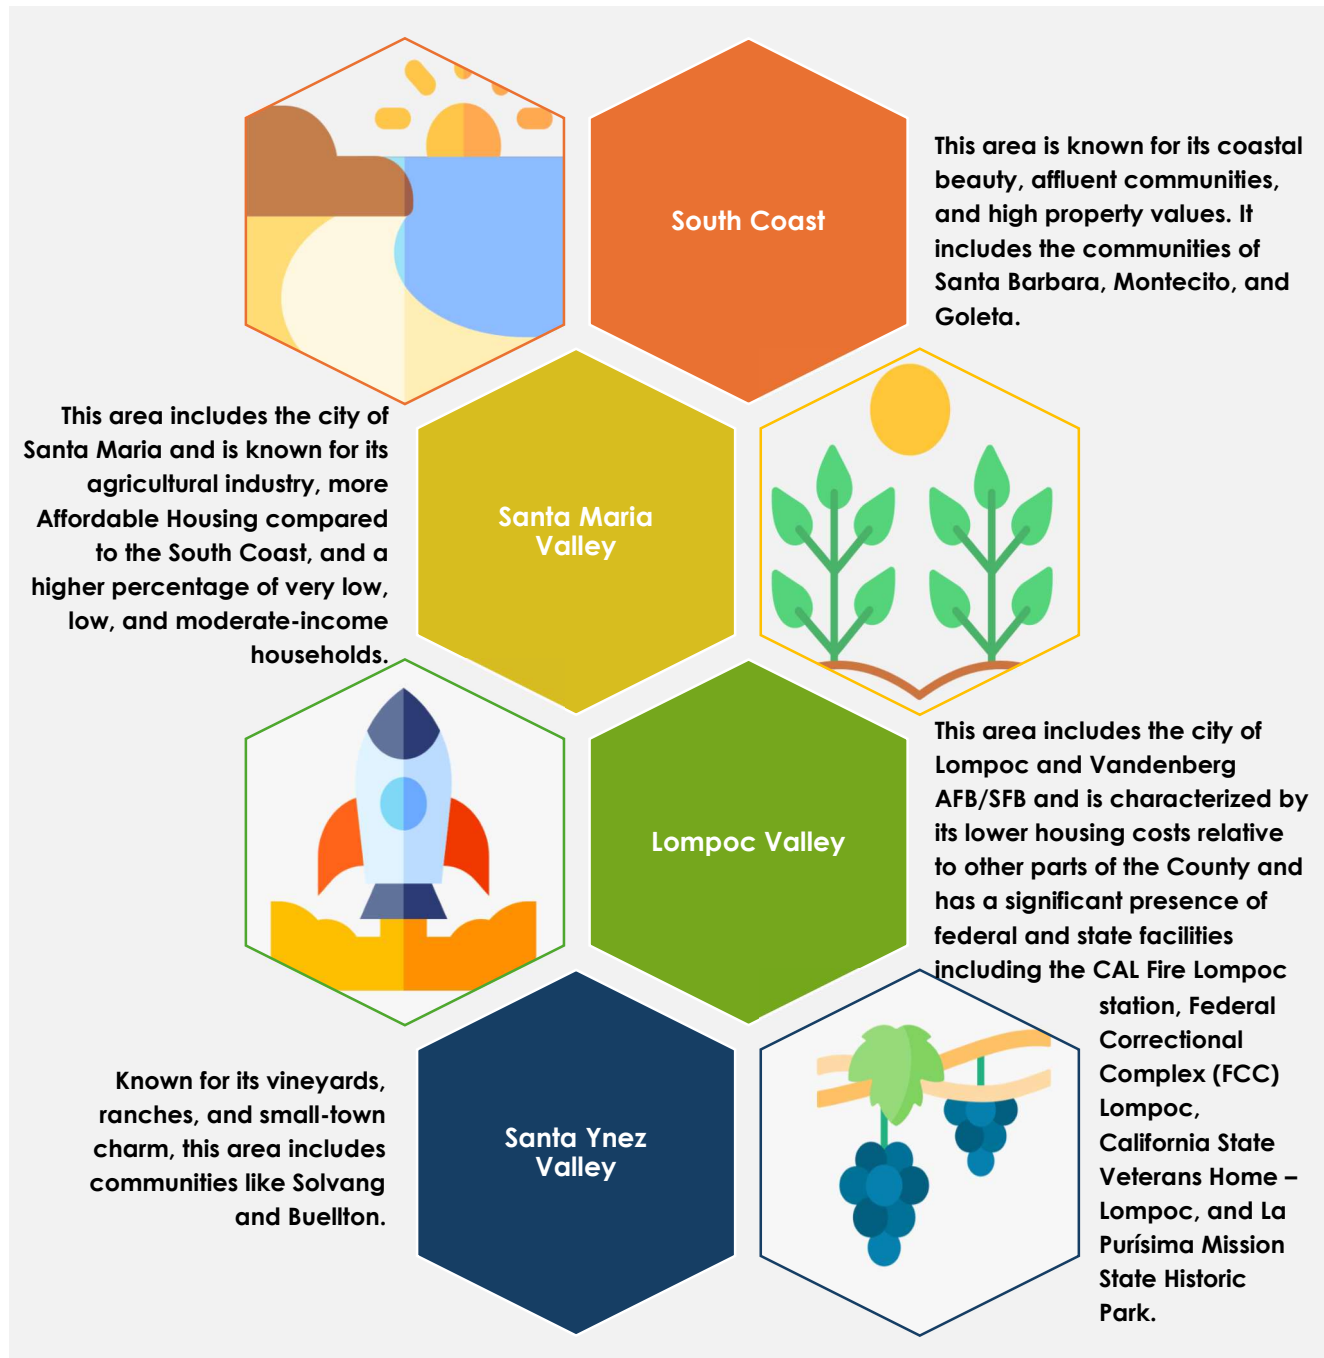 South Coast
This area is known for its coastal
beauty, affluent communities,
and high property values. It
includes the communities of
Santa Barbara, Montecito, and
Goleta.
This area includes the city of
Santa Maria and is known for its
agricultural industry, more
Affordable Housing compared
to the South Coast, and a
higher percentage of very low,
low, and moderate-income
households.
Santa Maria
Valley
Lompoc Valley
This area includes the city of
Lompoc and Vandenberg
AFB/SFB and is characterized by
its lower housing costs relative
to other parts of the County and
has a significant presence of
federal and state facilities
including the CAL Fire Lompoc
station, Federal
Correctional
Complex (FCC)
Lompoc,
California State
Veterans Home –
Lompoc, and La
Purísima Mission
State Historic
Park.
Known for its vineyards,
ranches, and small-town
charm, this area includes
communities like Solvang
and Buellton.
Santa Ynez
Valley